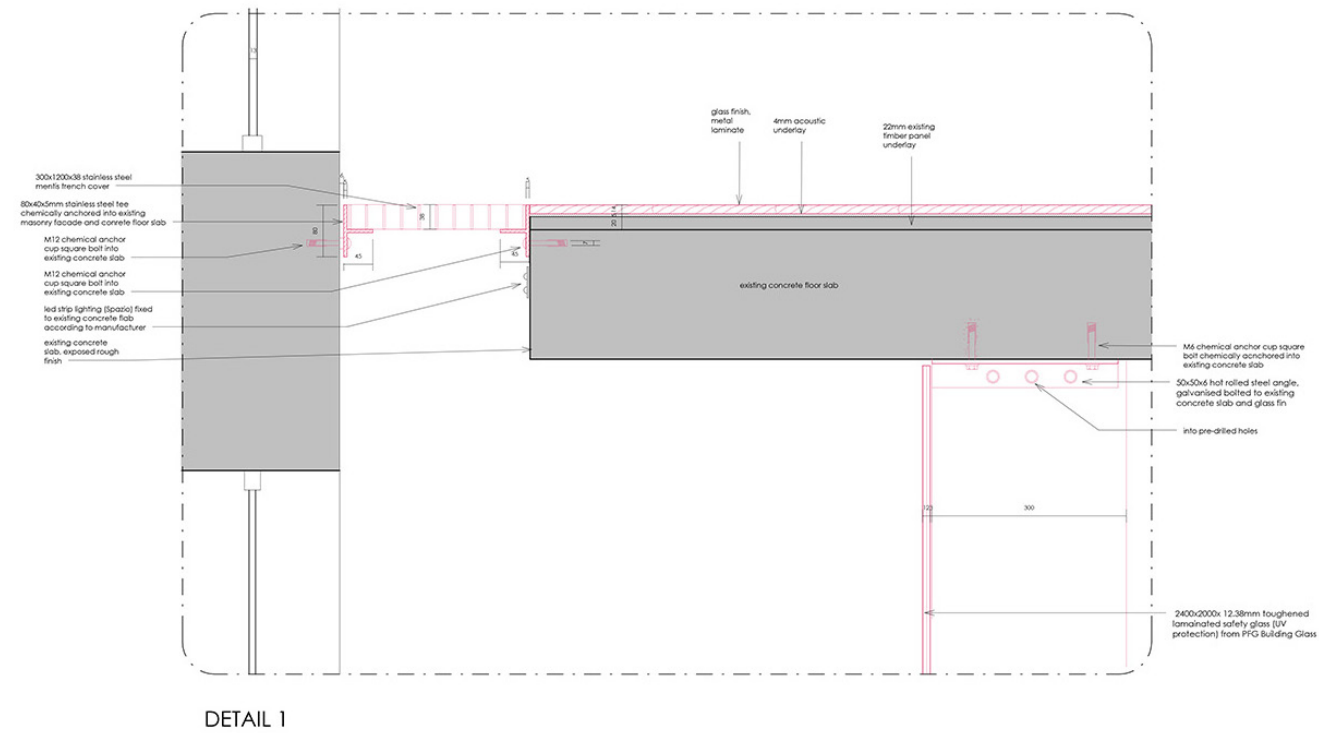 13
glass finish,
metal
laminate
4mm acoustic
underlay
22mm existing
timber panel
underlay
300x1200x38 stainless steel
mentis trench cover
80x40x5mm stainless steel tee
chemically anchored into existing
masonry facade and conrete floor slab
M12 chemical anchor
cup square bolt into
existing concrete slab
M12 chemical anchor
cup square bolt into
existing concrete slab
led strip lighting (Spazio) fixed
to existing concrete flab
according to manufacturer
existing concrete
slab, exposed rough
finish
80
38
45
45
20
existing concrete floor slab
M6 chemical anchor cup square
bolt chemically acnchored into
existing concrete slab
50x50x6 hot rolled steel angle,
galvanised bolted to existing
concrete slab and glass fin
into pre-drilled holes
300
2400x2000x 12.38mm toughened
lamainated safety glass (UV
protection) from PFG Building Glass
DETAIL 1